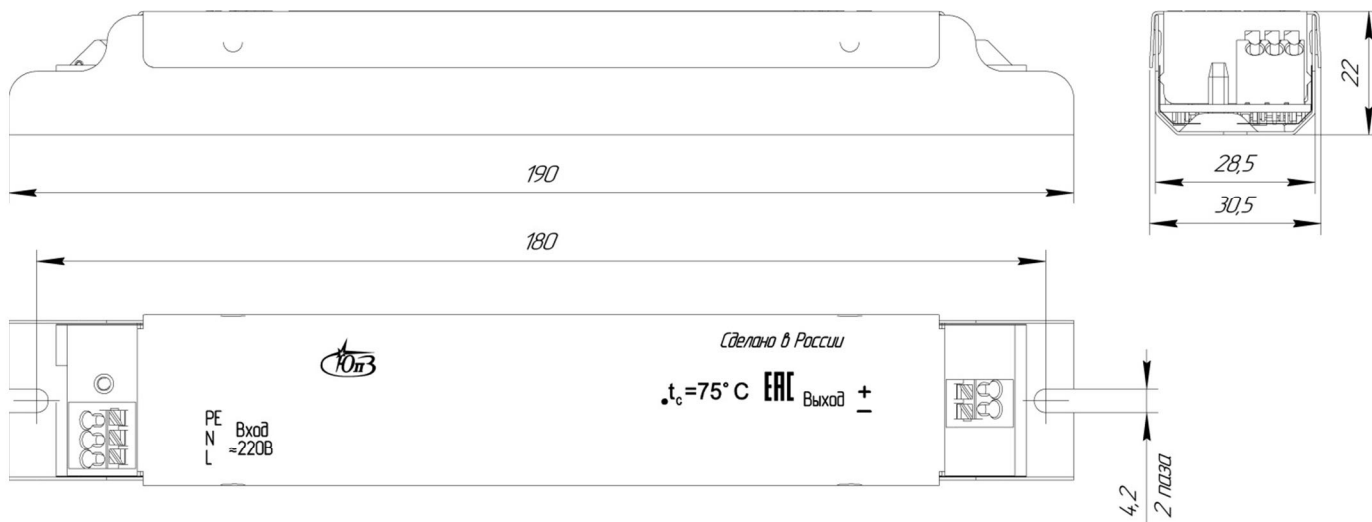 190
22
28,5
30,5
180
Сделано в России
ЮПЗ
.tc=75° C EAC Выход +
–
PE
N Вход
L ≈220В
4,2
2 паза